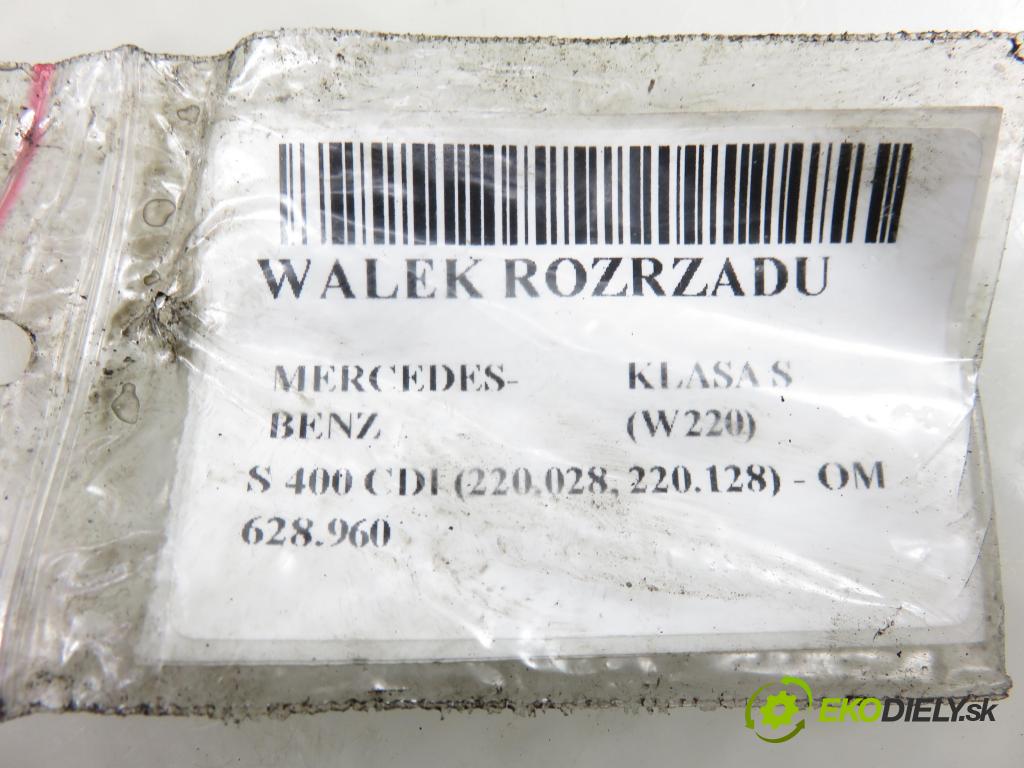 WALEK ROZRZADU
MERCEDES-
BENZ
KLASA S
(W220)
S 400 CDI (220.028, 220.128) - OM
628.960
EKODIELY.sk